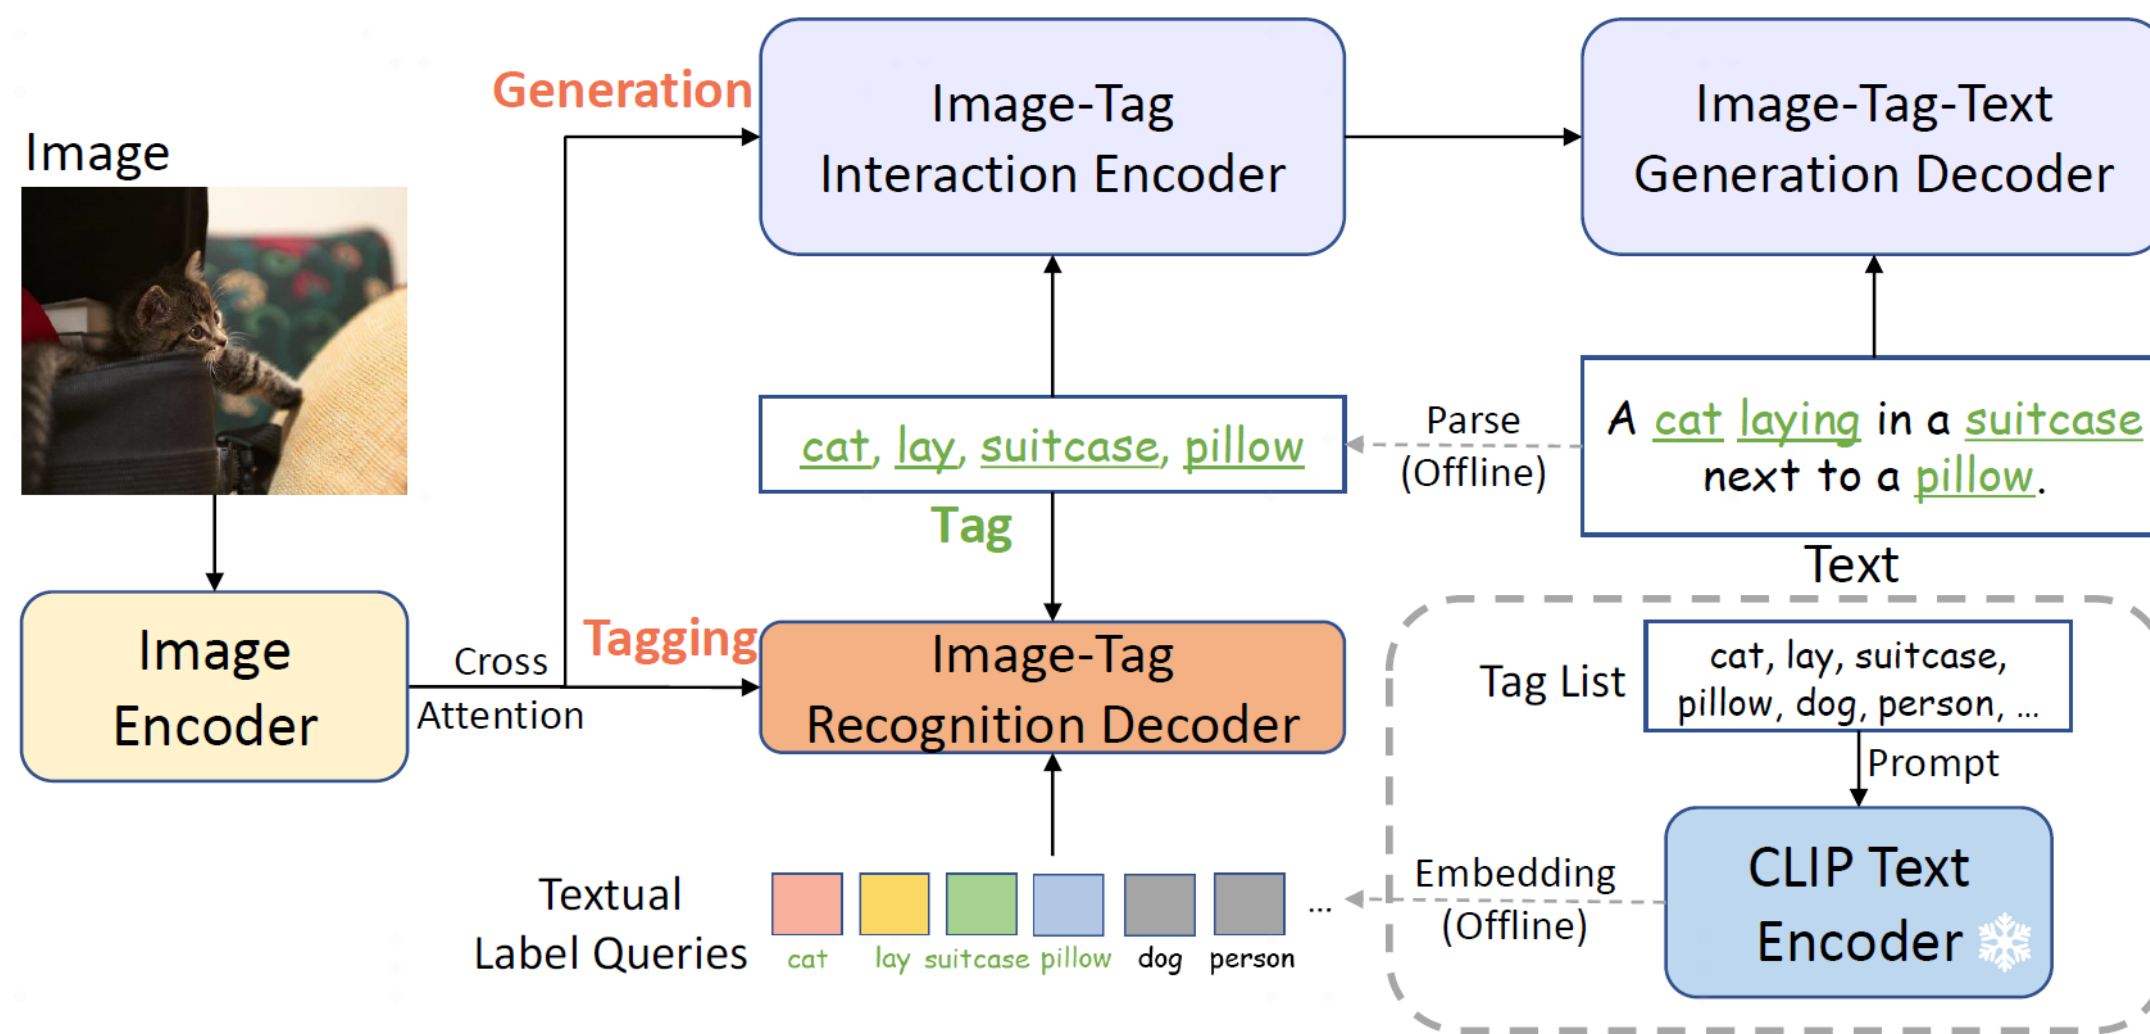 Image
Generation
Image-Tag
Interaction Encoder
Image-Tag-Text
Generation Decoder
cat, lay, suitcase, pillow
Tag
Parse
(Offline)
A cat laying in a suitcase
next to a pillow.
Text
Image
Encoder
Cross
Attention
Tagging
Image-Tag
Recognition Decoder
Tag List
cat, lay, suitcase,
pillow, dog, person, ...
Prompt
CLIP Text
Encoder
Embedding
(Offline)
Textual
Label Queries
...
cat lay suitcase pillow dog person